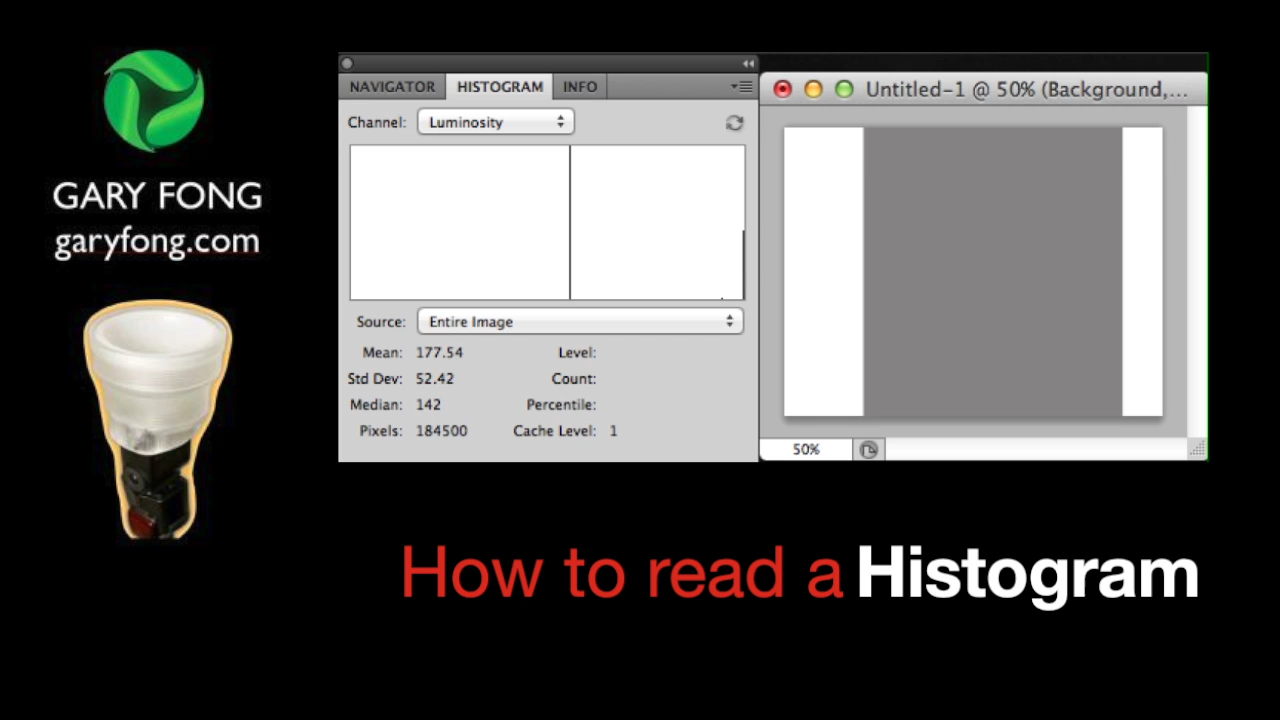 GARY FONG
garyfong.com
NAVIGATOR HISTOGRAM INFO
Channel: Luminosity
Source: Entire Image
Mean: 177.54 Level:
Std Dev: 52.42 Count:
Median: 142 Percentile:
Pixels: 184500 Cache Level: 1
Untitled-1 @ 50% (Background,...
50%
How to read a Histogram